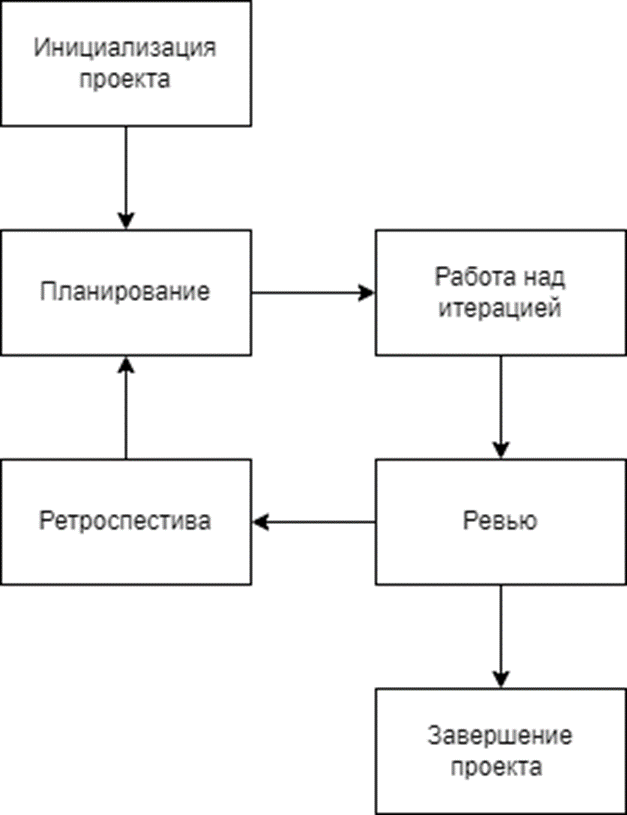 Инициализация
проекта
Планирование
Работа над
итерацией
Ретроспестива
Ревью
Завершение
проекта